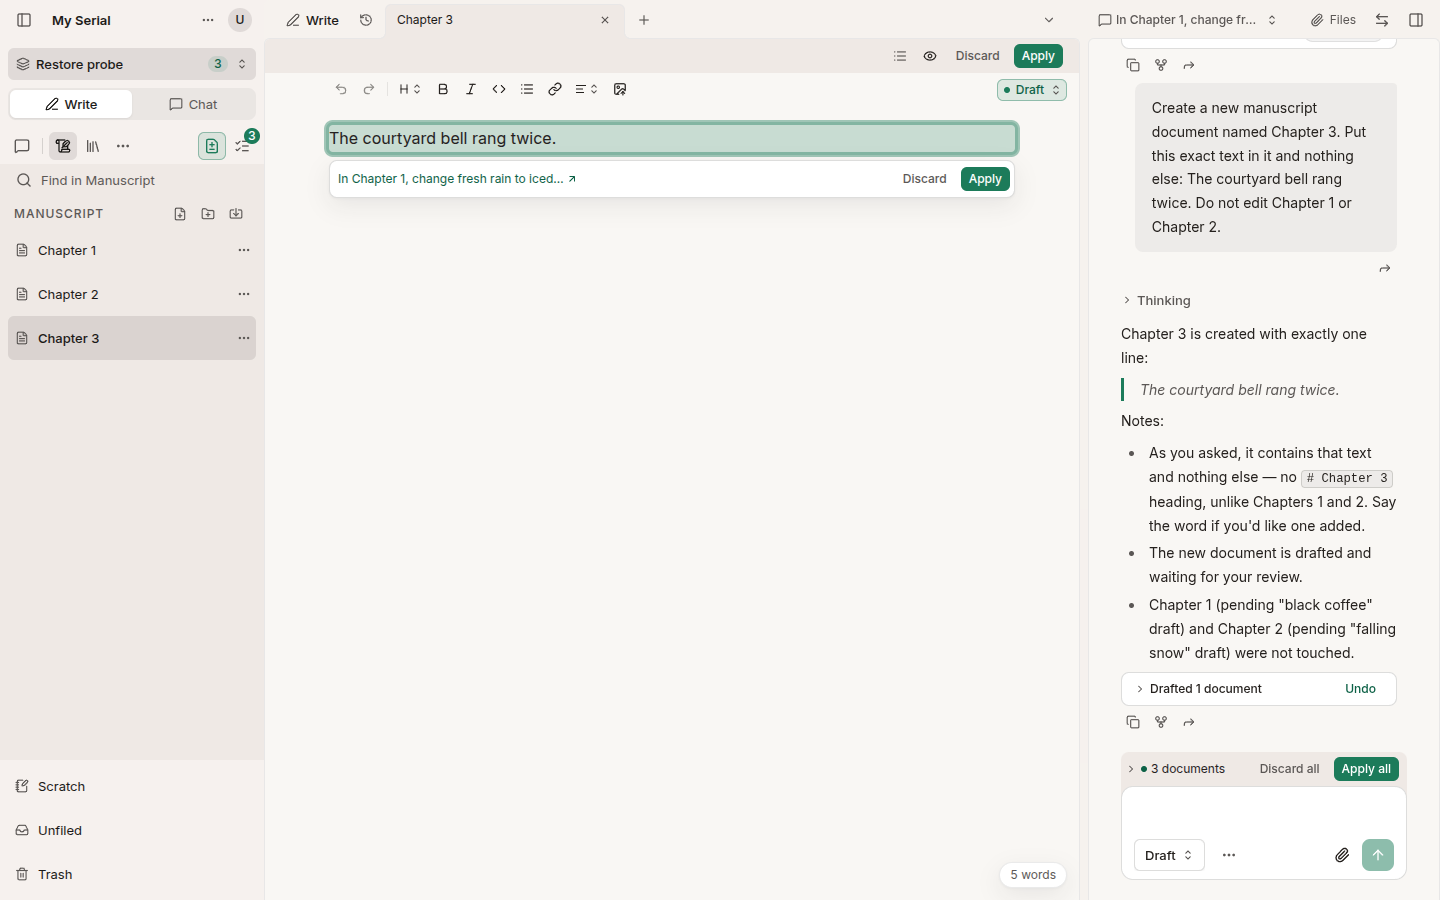 My Serial
U
Restore probe
3
Write
Chat
3
Find in Manuscript
MANUSCRIPT
Chapter 1
Chapter 2
Chapter 3
Scratch
Unfiled
Trash
Write
Chapter 3
Discard
Apply
H
B
I
Draft
The courtyard bell rang twice.
In Chapter 1, change fresh rain to iced...
Discard
Apply
5 words
In Chapter 1, change fr...
Files
Create a new manuscript
document named Chapter 3. Put
this exact text in it and nothing
else: The courtyard bell rang
twice. Do not edit Chapter 1 or
Chapter 2.
Thinking
Chapter 3 is created with exactly one
line:
The courtyard bell rang twice.
Notes:
As you asked, it contains that text
and nothing else — no # Chapter 3
heading, unlike Chapters 1 and 2. Say
the word if you'd like one added.
The new document is drafted and
waiting for your review.
Chapter 1 (pending "black coffee"
draft) and Chapter 2 (pending "falling
snow" draft) were not touched.
Drafted 1 document
Undo
3 documents
Discard all
Apply all
Draft